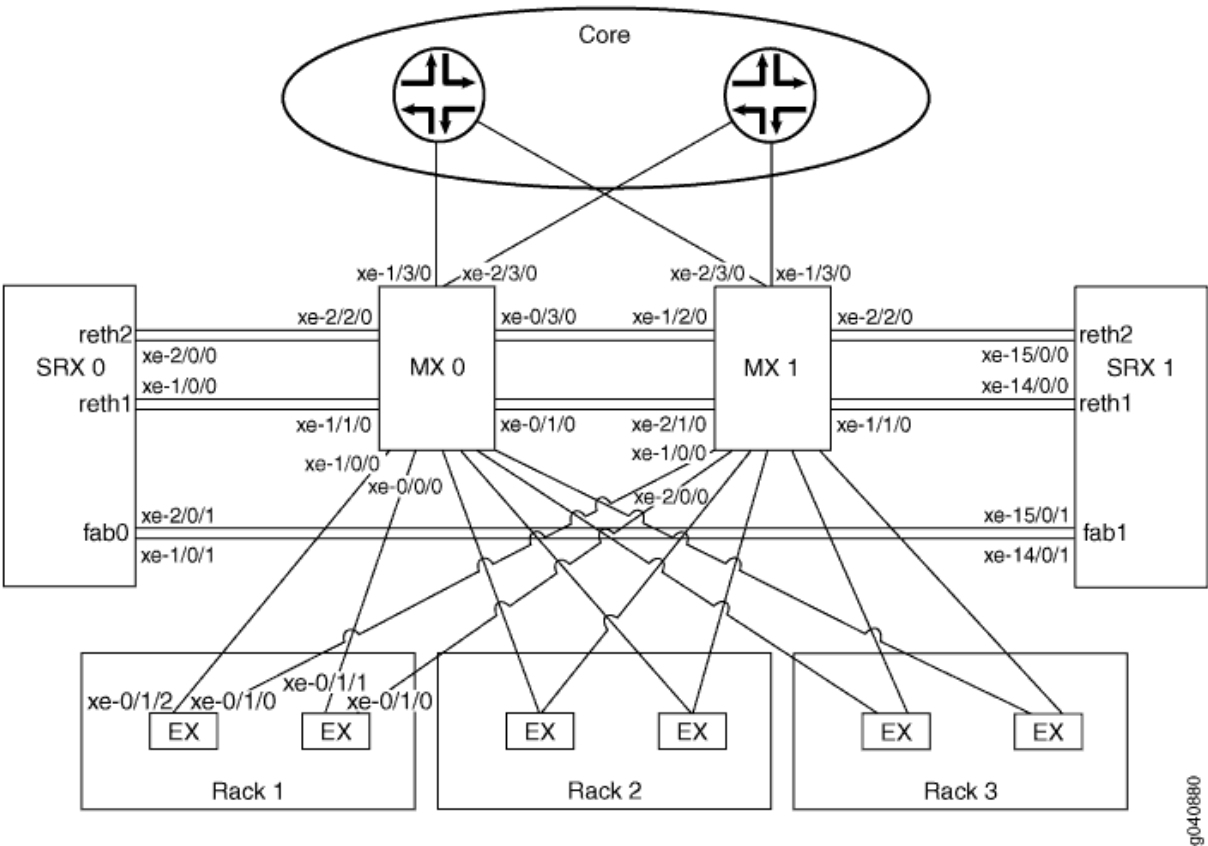 Core
xe-1/3/0 xe-2/3/0 xe-2/3/0 xe-1/3/0
xe-2/2/0 xe-0/3/0 xe-1/2/0 xe-2/2/0
reth2 reth2
xe-2/0/0 xe-15/0/0
SRX 0 MX 0 MX 1 SRX 1
xe-1/0/0 xe-14/0/0
reth1 reth1
xe-1/1/0 xe-0/1/0 xe-2/1/0 xe-1/1/0
xe-1/0/0 xe-1/0/0
xe-0/0/0 xe-2/0/0
xe-2/0/1 xe-15/0/1
fab0 fab1
xe-1/0/1 xe-14/0/1
xe-0/1/2 xe-0/1/0 xe-0/1/1 xe-0/1/0
EX EX EX EX EX EX
Rack 1 Rack 2 Rack 3
g040880